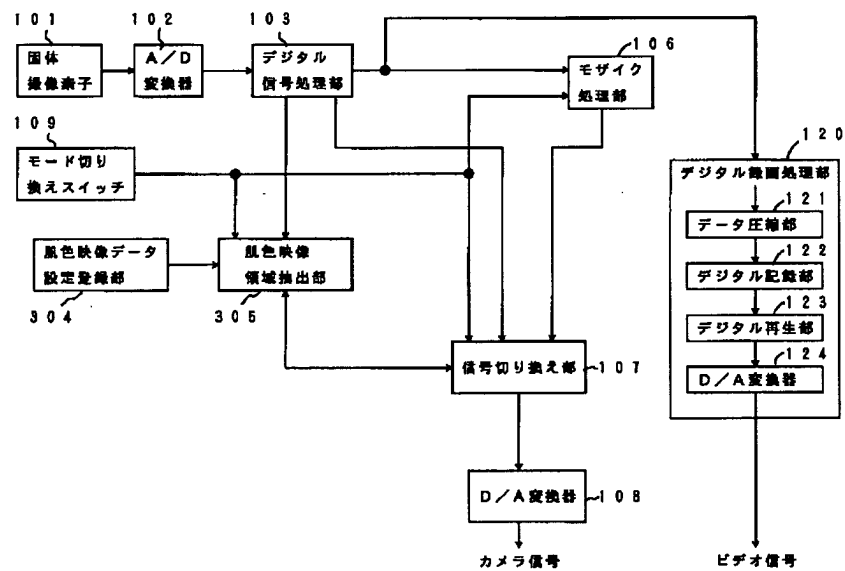 101
102
103
106
固体
撮像素子
A/D
変換器
デジタル
信号処理部
モザイク
処理部
109
モード切り
換えスイッチ
120
デジタル録画処理部
121
データ圧縮部
122
デジタル記録部
123
デジタル再生部
124
D/A変換器
肌色映像データ
設定登録部
304
肌色映像
領域抽出部
305
信号切り換え部
107
D/A変換器
108
カメラ信号
ビデオ信号